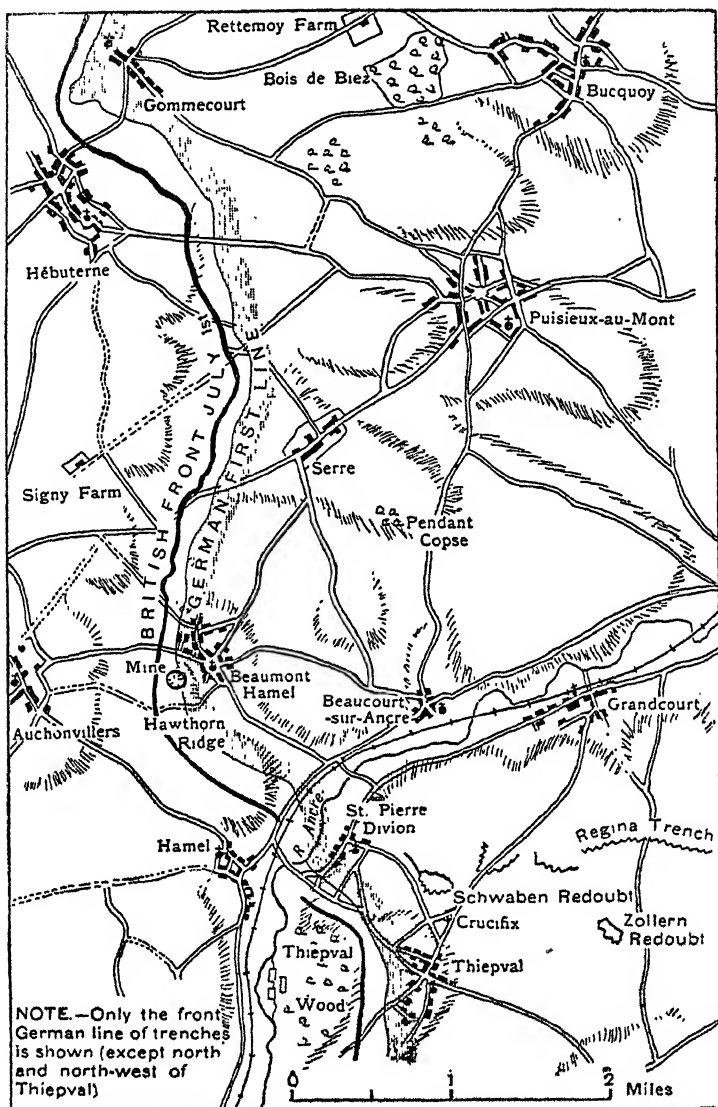 Rettemoy Farm
Bois de Biez
Bucquoy
Gommecourt
Hébuterne
Puisieux-au-Mont
BRITISH FRONT JULY 1st
GERMAN FIRST LINE
Serre
Signy Farm
Pendant
Copse
Mine
Beaumont
Hamel
Beaucourt
-sur-Ancre
Grandcourt
Auchonvillers
Hawthorn
Ridge
R. Ancre
St. Pierre
Divion
Regina Trench
Hamel
Schwaben Redoubt
Crucifix
Zollern
Redoubt
Thiepval
Wood
Thiepval
NOTE.—Only the front
German line of trenches
is shown (except north
and north-west of
Thiepval)
0 1 2 Miles